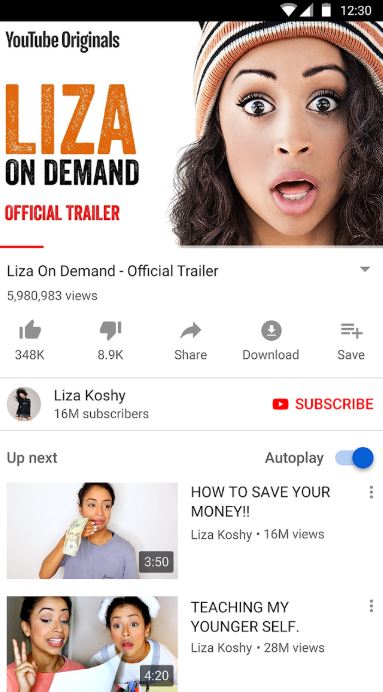 12:30
YouTube Originals
LIZA
ON DEMAND
OFFICIAL TRAILER
Liza On Demand - Official Trailer
5,980,983 views
348K
8.9K
Share
Download
Save
Liza Koshy
16M subscribers
SUBSCRIBE
Up next
Autoplay
HOW TO SAVE YOUR
MONEY!!
Liza Koshy • 16M views
3:50
TEACHING MY
YOUNGER SELF.
Liza Koshy • 28M views
4:20